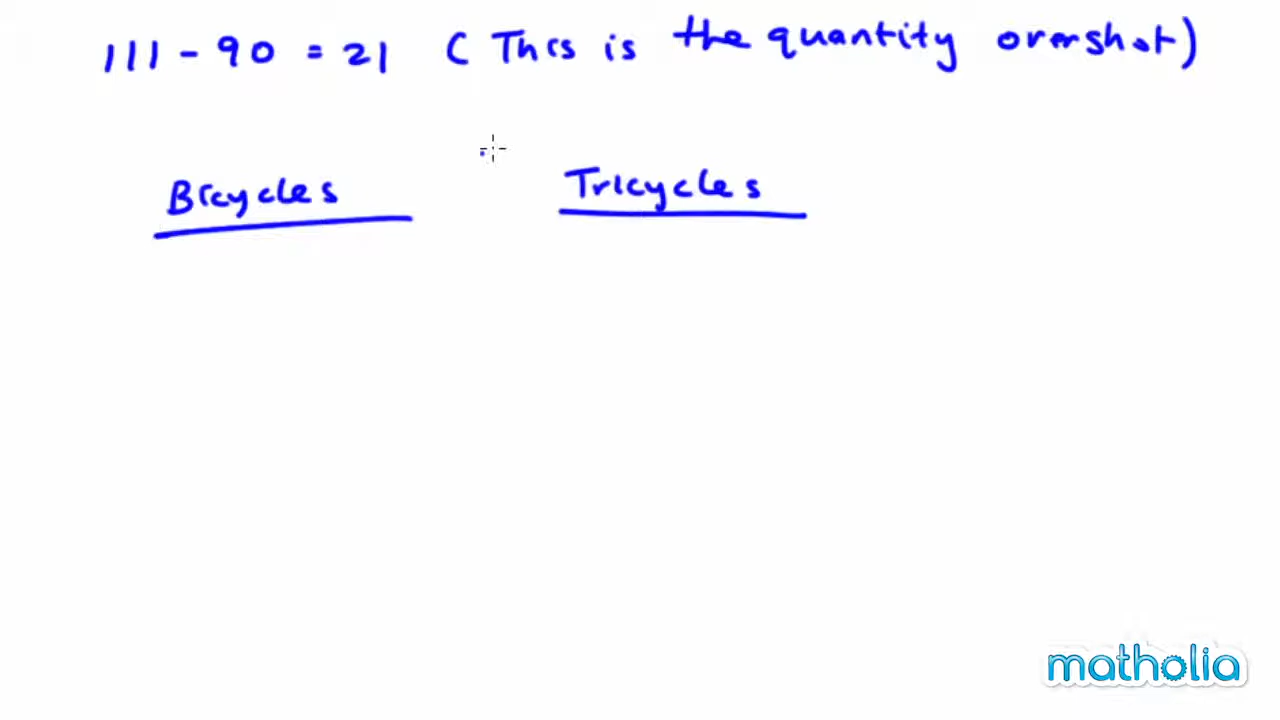 111 - 90 = 21 (This is the quantity overshot)
Bicycles Tricycles
matholia